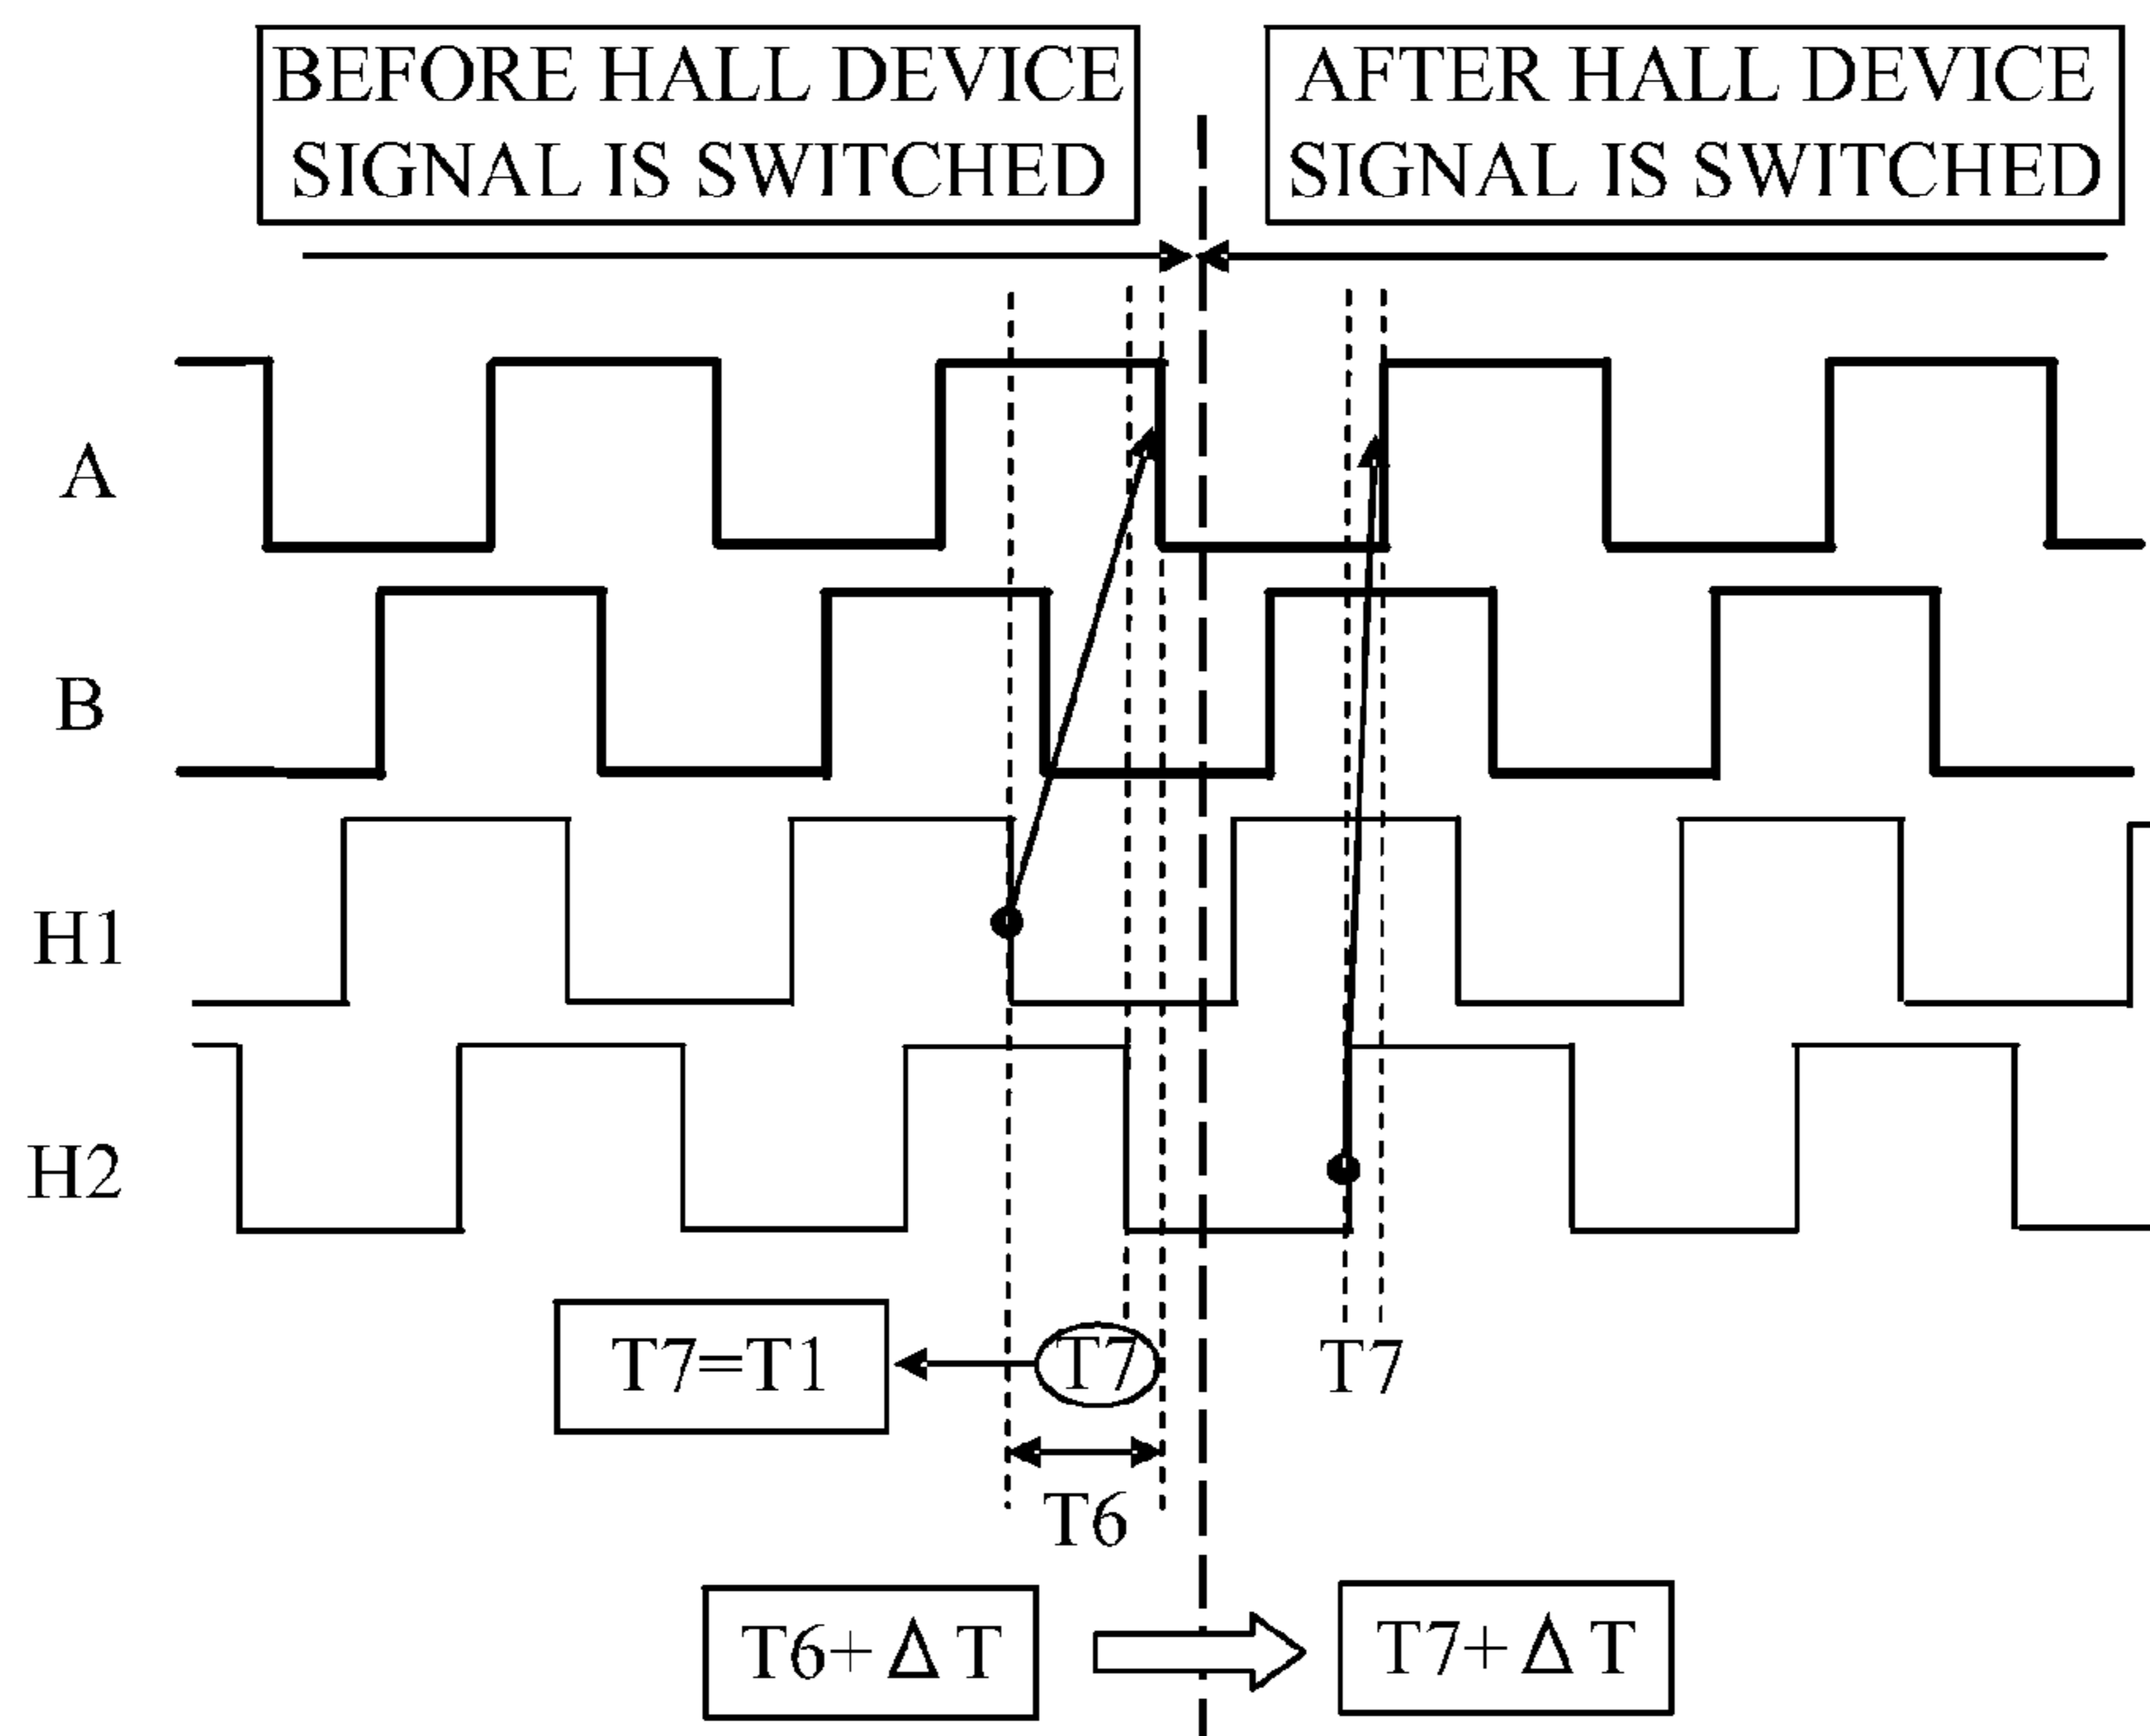 BEFORE HALL DEVICE
SIGNAL IS SWITCHED
AFTER HALL DEVICE
SIGNAL IS SWITCHED
A
B
H1
H2
T7=T1
T7
T7
T6
T6+ΔT
T7+ΔT